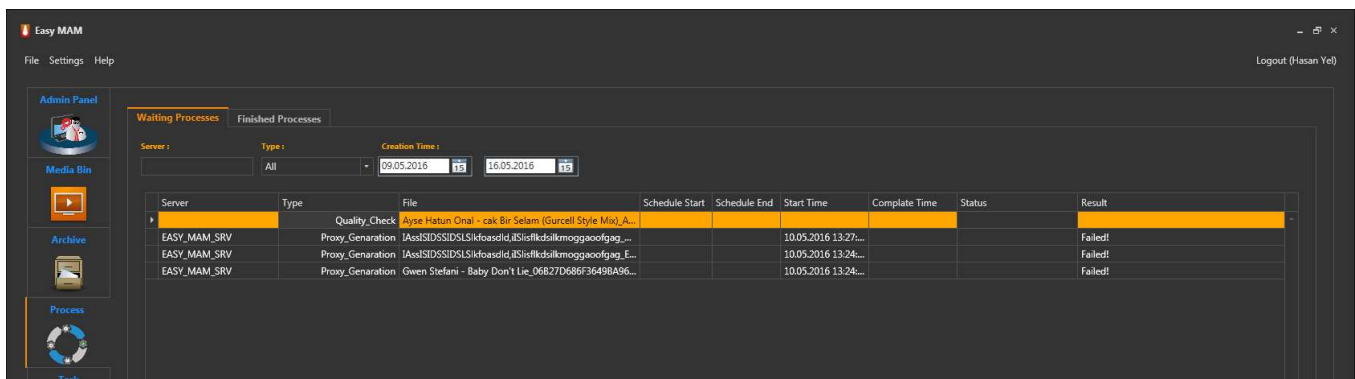 Easy MAM
File Settings Help
Logout (Hasan Yel)
Admin Panel
Waiting Processes Finished Processes
Server : Type : Creation Time :
Media Bin
All 09.05.2016 15 16.05.2016 15
Server Type File Schedule Start Schedule End Start Time Complate Time Status Result
Quality_Check Ayse Hatun Onal - cak Bir Selam (Gurcell Style Mix)_A...
Archive
EASY_MAM_SRV Proxy_Genaration 10.05.2016 13:27:... Failed!
EASY_MAM_SRV Proxy_Genaration 10.05.2016 13:24:... Failed!
EASY_MAM_SRV Proxy_Genaration Gwen Stefani - Baby Don't Lie_06B27D686F3649BA96... 10.05.2016 13:24:... Failed!
Process